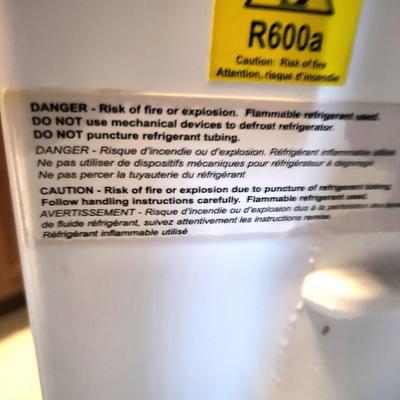 R600a
Caution: Risk of fire
Attention, risque d'incendie
DANGER - Risk of fire or explosion. Flammable refrigerant used.
DO NOT use mechanical devices to defrost refrigerator.
DO NOT puncture refrigerant tubing.
DANGER - Risque d'incendie ou d'explosion. Réfrigérant inflammable utilisé
Ne pas utiliser de dispositifs mécaniques pour réfrigérateur à dégivrage
Ne pas percer la tuyauterie du réfrigérant
CAUTION - Risk of fire or explosion due to puncture of refrigerant tubing.
Follow handling instructions carefully. Flammable refrigerant used.
AVERTISSEMENT - Risque d'incendie ou d'explosion dus à la perforation des
de fluide réfrigérant, suivez attentivement les instructions remise.
Réfrigérant inflammable utilisé